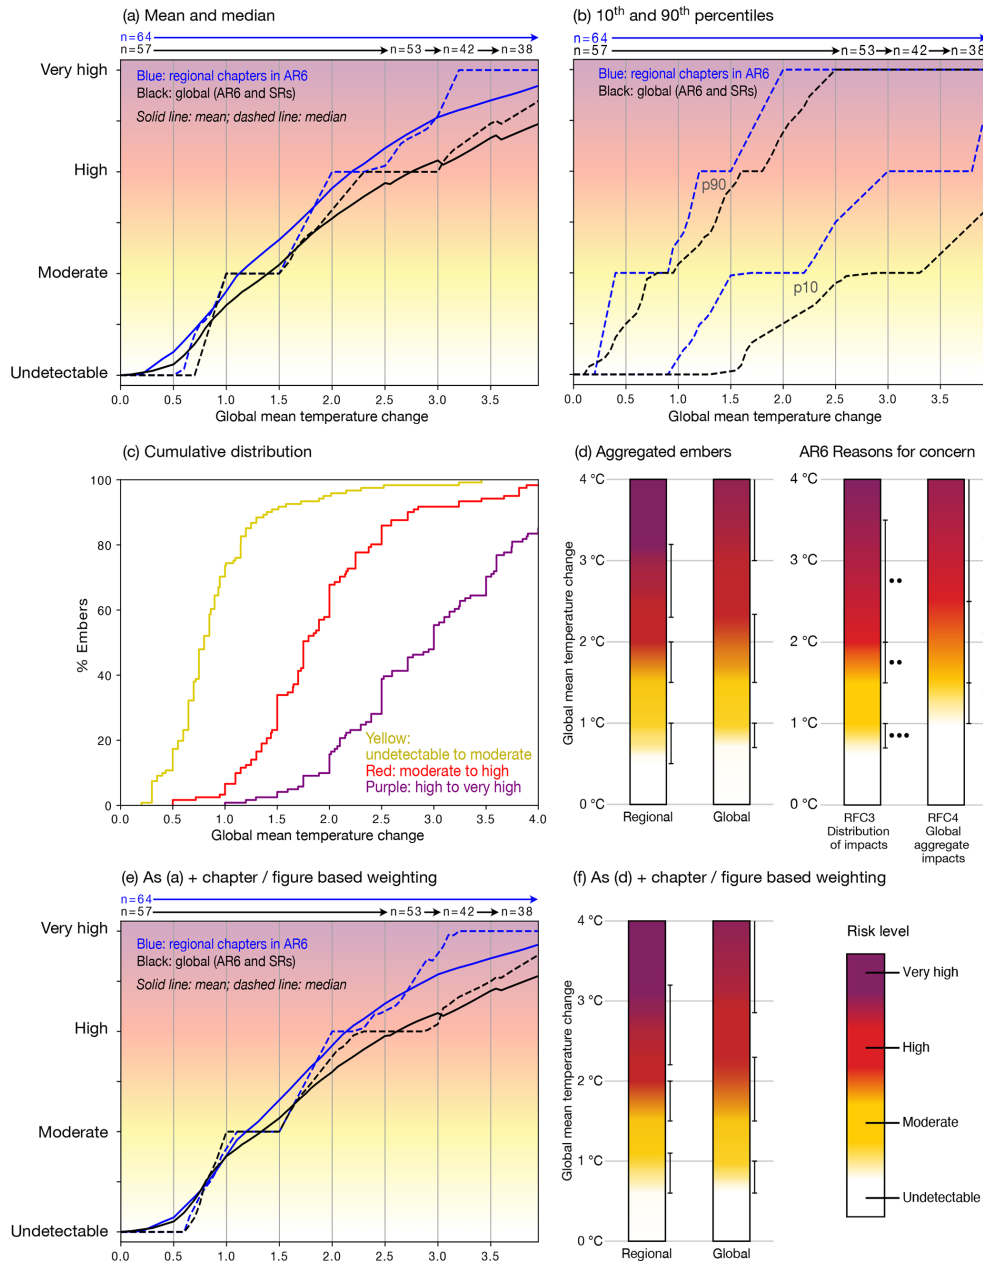 (a) Mean and median
n=64
n=57 n=53 n=42 n=38
Very high
High
Moderate
Undetectable
Blue: regional chapters in AR6
Black: global (AR6 and SRs)
Solid line: mean; dashed line: median
0.0 0.5 1.0 1.5 2.0 2.5 3.0 3.5
Global mean temperature change
(b) 10th and 90th percentiles
n=64
n=57 n=53 n=42 n=38
Blue: regional chapters in AR6
Black: global (AR6 and SRs)
p90
p10
0.0 0.5 1.0 1.5 2.0 2.5 3.0 3.5
Global mean temperature change
(c) Cumulative distribution
% Embers
100
80
60
40
20
0
Yellow:
undetectable to moderate
Red: moderate to high
Purple: high to very high
0.0 0.5 1.0 1.5 2.0 2.5 3.0 3.5 4.0
Global mean temperature change
(d) Aggregated embers
Global mean temperature change
4 °C
3 °C
2 °C
1 °C
0 °C
Regional Global
AR6 Reasons for concern
4 °C
3 °C
2 °C
1 °C
0 °C
RFC3
Distribution
of impacts
RFC4
Global
aggregate
impacts
(e) As (a) + chapter / figure based weighting
n=64
n=57 n=53 n=42 n=38
Very high
High
Moderate
Undetectable
Blue: regional chapters in AR6
Black: global (AR6 and SRs)
Solid line: mean; dashed line: median
0.0 0.5 1.0 1.5 2.0 2.5 3.0 3.5
(f) As (d) + chapter / figure based weighting
Global mean temperature change
4 °C
3 °C
2 °C
1 °C
0 °C
Regional Global
Risk level
Very high
High
Moderate
Undetectable